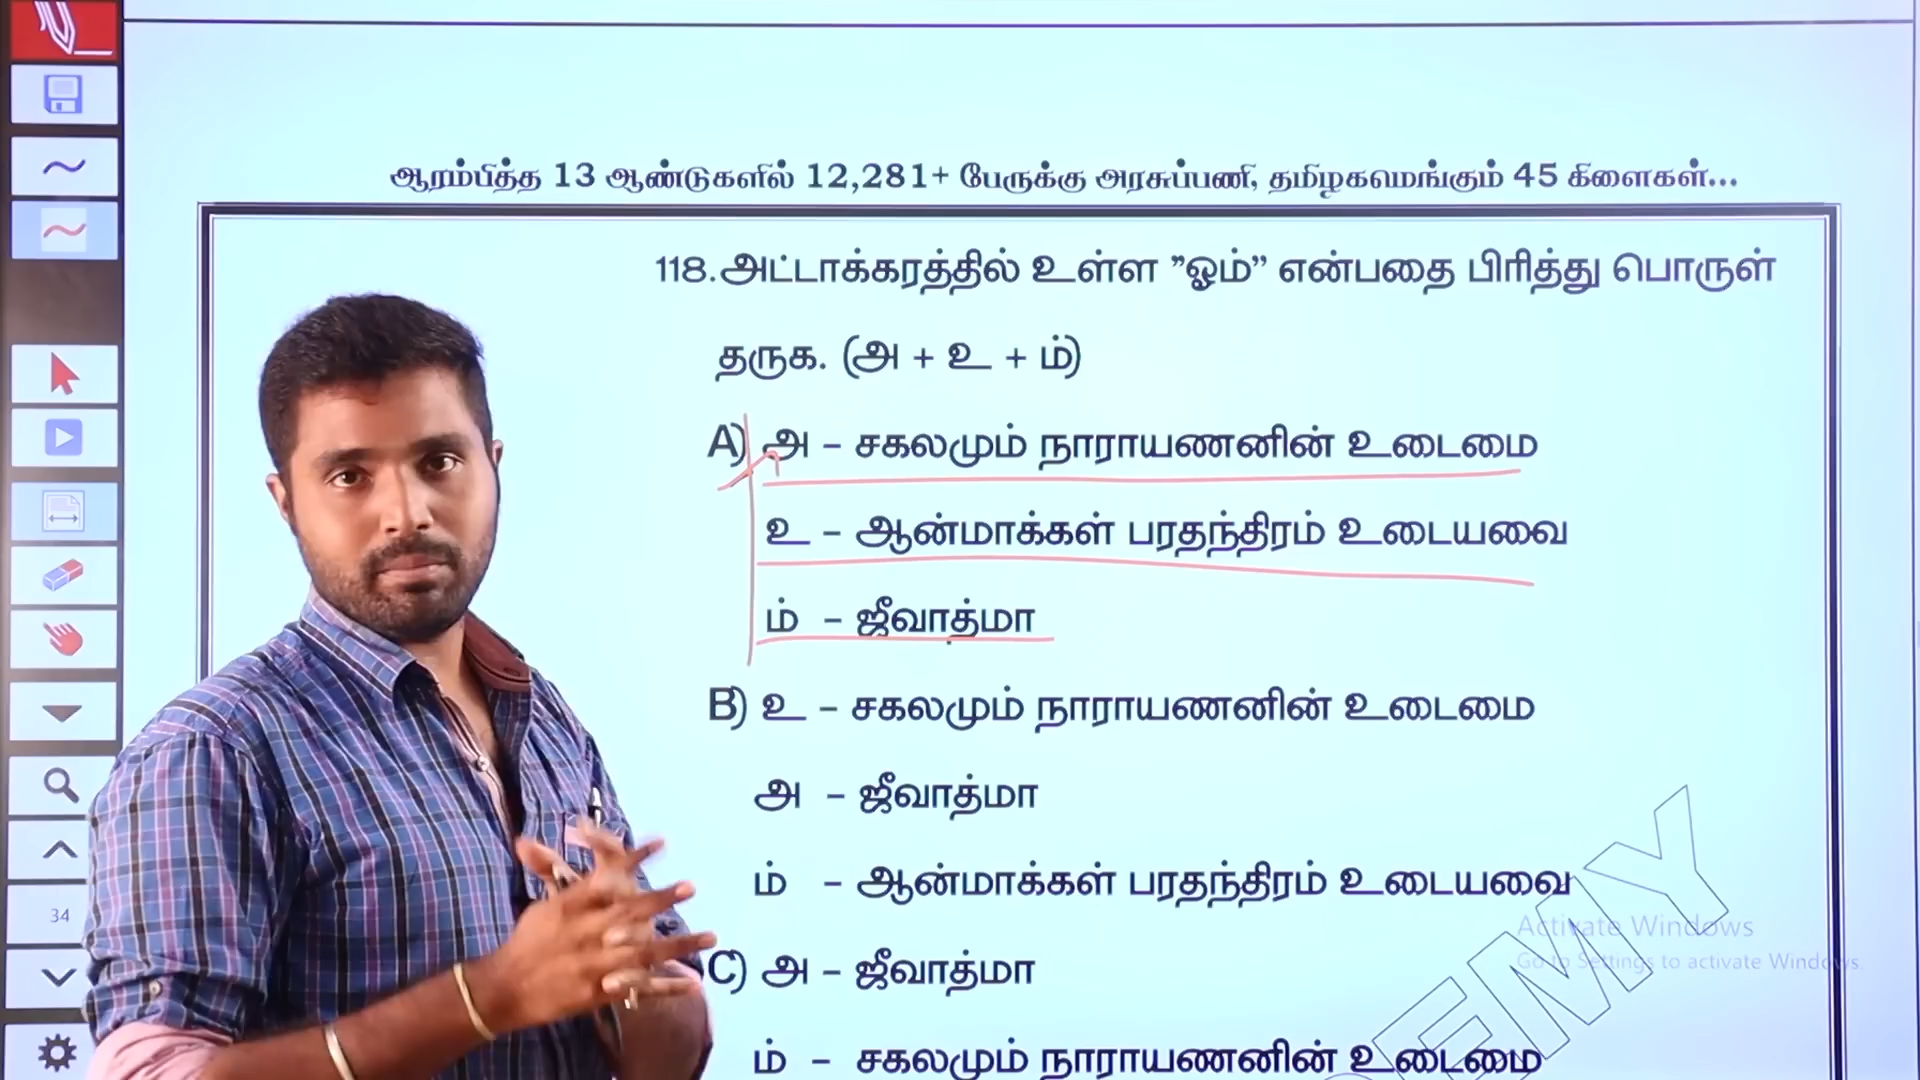 ஆரம்பித்த 13 ஆண்டுகளில் 12,281+ பேருக்கு அரசுப்பணி, தமிழகமெங்கும் 45 கிளைகள்...
118.அட்டாக்கரத்தில் உள்ள ”ஓம்” என்பதை பிரித்து பொருள்
தருக. (அ + உ + ம்)
A) அ – சகலமும் நாராயணனின் உடைமை
உ – ஆன்மாக்கள் பரதந்திரம் உடையவை
ம் – ஜீவாத்மா
B) உ – சகலமும் நாராயணனின் உடைமை
அ – ஜீவாத்மா
ம் – ஆன்மாக்கள் பரதந்திரம் உடையவை
Activate Windows
Go to Settings to activate Windows.
C) அ – ஜீவாத்மா
ம் – சகலமும் நாராயணனின் உடைமை
34
EMY